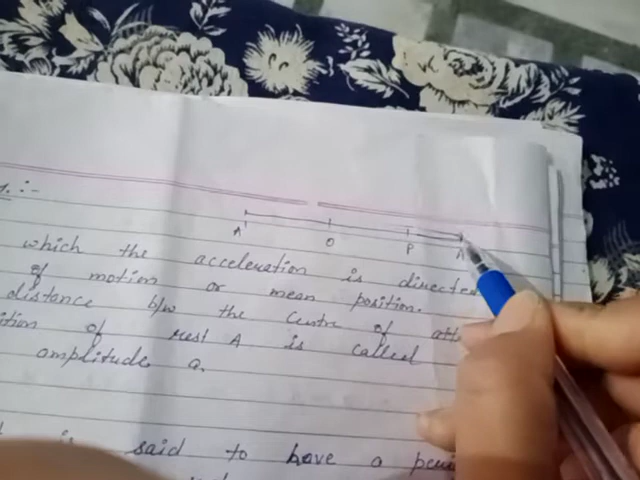 A' O P A
which the acceleration is directed
of motion or mean position.
distance b/w the centre of
of rest A is called
amplitude a.
is said to have a